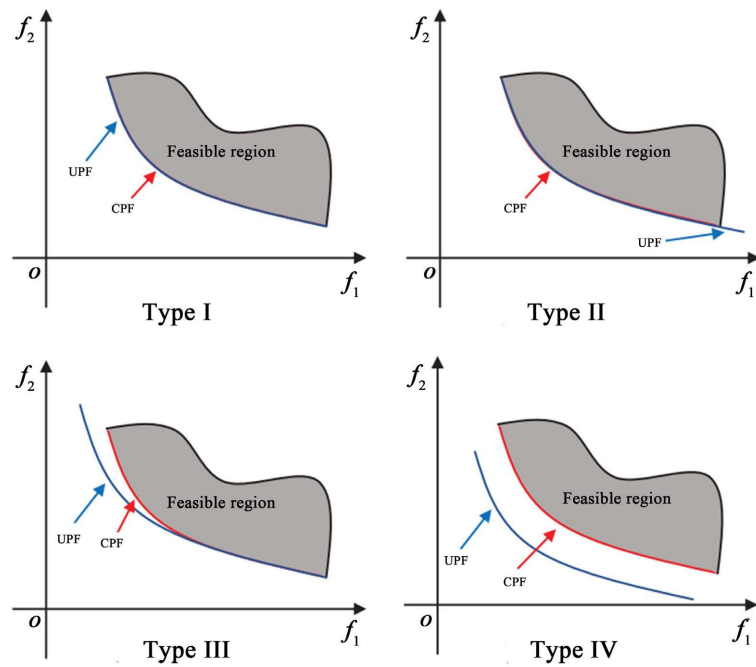 f2
UPF
Feasible region
CPF
o
f1
Type I
f2
Feasible region
CPF
UPF
o
f1
Type II
f2
Feasible region
UPF
CPF
o
f1
Type III
f2
Feasible region
UPF
CPF
o
f1
Type IV